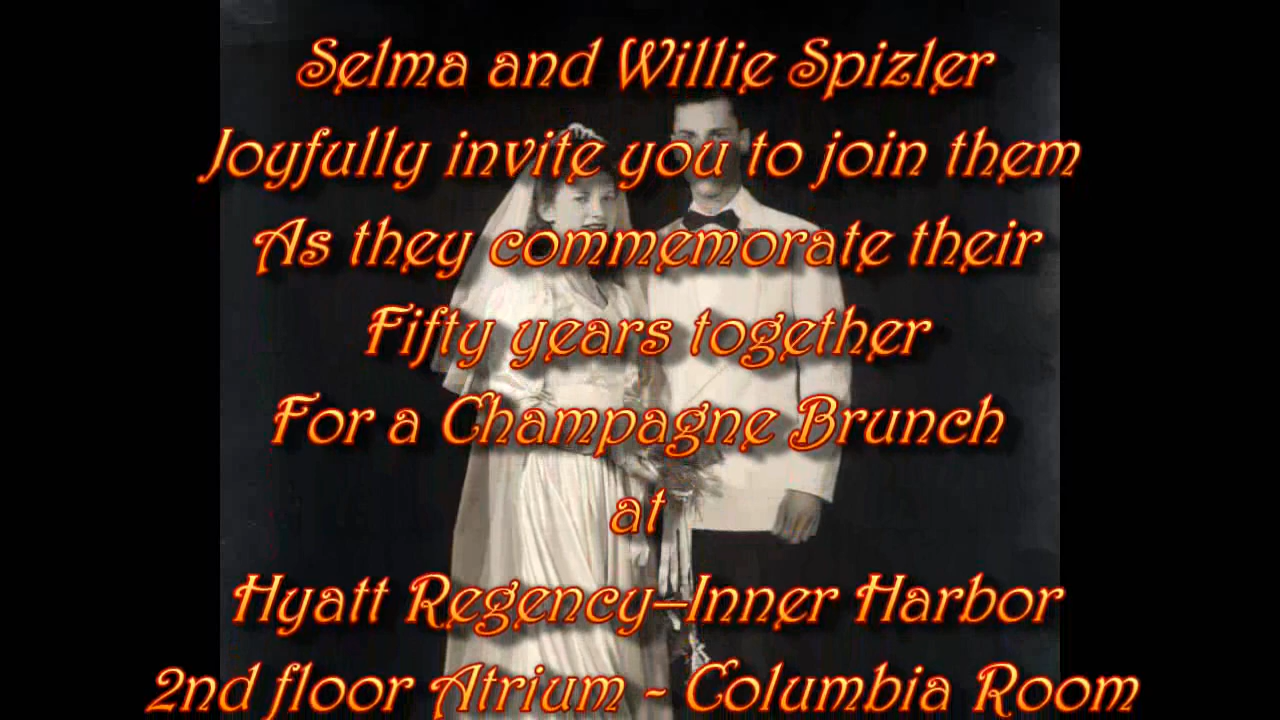 Selma and Willie Spizler
Joyfully invite you to join them
As they commemorate their
Fifty years together
For a Champagne Brunch
at
Hyatt Regency–Inner Harbor
2nd floor Atrium - Columbia Room